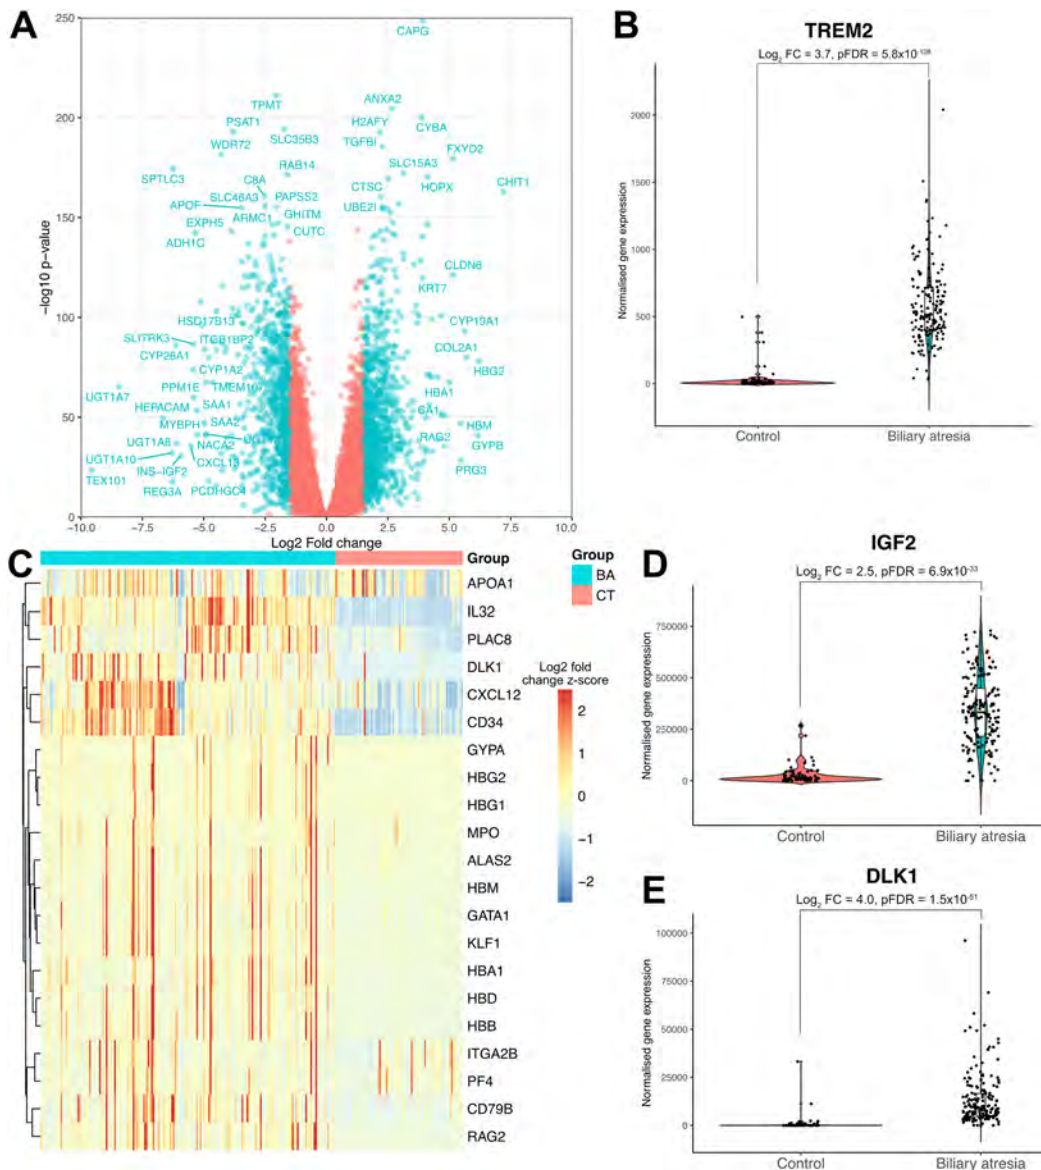 A
250
200
150
100
50
0
−log10 p−value
CAPG
TPMT
ANXA2
PSAT1
H2AFY
CYBA
WDR72
SLC35B3
TGFBI
FXYD2
RAB14
SLC15A3
SPTLC3
C8A
CTSC
HOPX
CHIT1
SLC46A3
PAPSS2
APOF
UBE2I
ARMC1
GHITM
EXPH5
CUTC
ADH1C
CLDN6
KRT7
HSD17B13
CYP19A1
SLITRK3
ITGB1BP2
COL2A1
CYP26A1
CYP1A2
HBG2
PPM1E
TMEM16
HBA1
UGT1A7
HEPACAM
SAA1
CA1
MYBPH
SAA2
HBM
UGT1A8
NACA2
RAG2
GYPB
UGT1A10
CXCL13
INS−IGF2
PRG3
TEX101
REG3A
PCDHGC4
−10.0
−7.5
−5.0
−2.5
0.0
2.5
5.0
7.5
10.0
Log2 Fold change
B
TREM2
Log2 FC = 3.7, pFDR = 5.8x10-128
Normalised gene expression
2000
1500
1000
500
0
Control
Biliary atresia
C
Group
APOA1
IL32
PLAC8
DLK1
CXCL12
CD34
GYPA
HBG2
HBG1
MPO
ALAS2
HBM
GATA1
KLF1
HBA1
HBD
HBB
ITGA2B
PF4
CD79B
RAG2
Group
BA
CT
Log2 fold
change z-score
2
1
0
−1
−2
D
IGF2
Log2 FC = 2.5, pFDR = 6.9x10-33
Normalised gene expression
750000
500000
250000
0
Control
Biliary atresia
E
DLK1
Log2 FC = 4.0, pFDR = 1.5x10-51
Normalised gene expression
100000
75000
50000
25000
0
Control
Biliary atresia